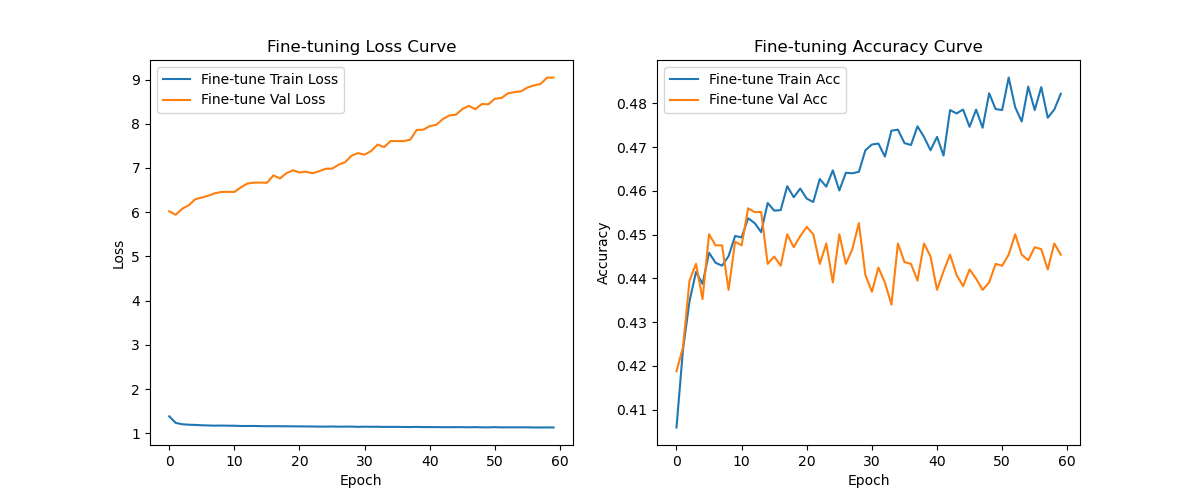 Fine-tuning Loss Curve
Fine-tune Train Loss
Fine-tune Val Loss
9
8
7
6
5
4
3
2
1
Loss
0 10 20 30 40 50 60
Epoch
Fine-tuning Accuracy Curve
Fine-tune Train Acc
Fine-tune Val Acc
0.48
0.47
0.46
0.45
0.44
0.43
0.42
0.41
Accuracy
0 10 20 30 40 50 60
Epoch